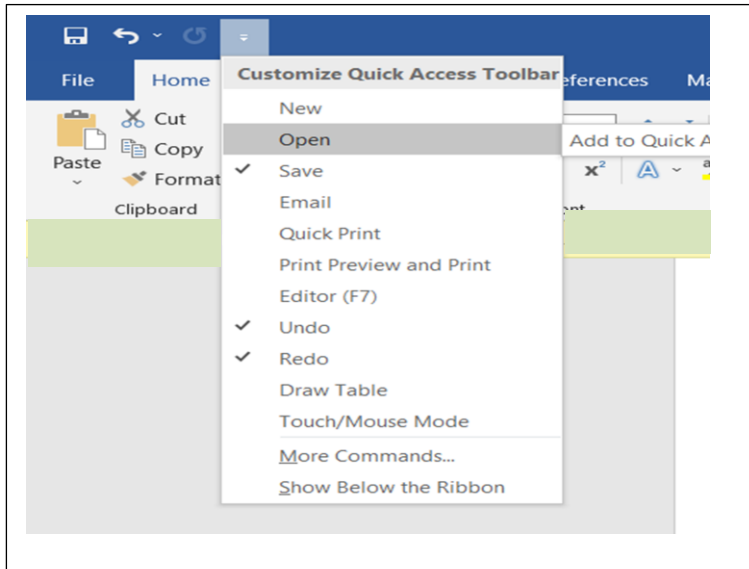 File
Home
Customize Quick Access Toolbar
New
Cut
Open
Add to Quick A
Copy
Save
Paste
Format
Email
Clipboard
Quick Print
Print Preview and Print
Editor (F7)
Undo
Redo
Draw Table
Touch/Mouse Mode
More Commands...
Show Below the Ribbon